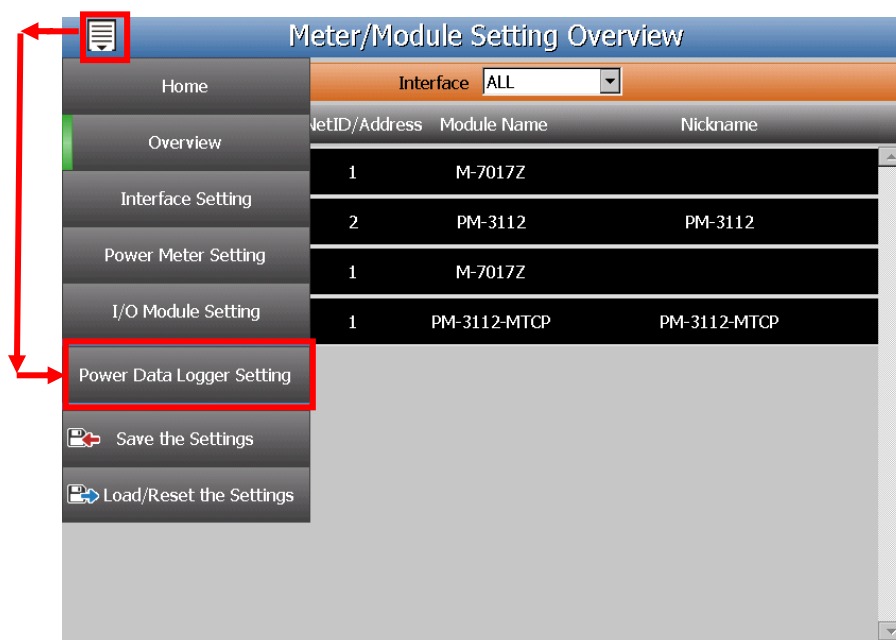 Meter/Module Setting Overview
Home
Interface ALL
Overview
NetID/Address Module Name Nickname
1 M-7017Z
Interface Setting
2 PM-3112 PM-3112
Power Meter Setting
1 M-7017Z
I/O Module Setting
1 PM-3112-MTCP PM-3112-MTCP
Power Data Logger Setting
Save the Settings
Load/Reset the Settings